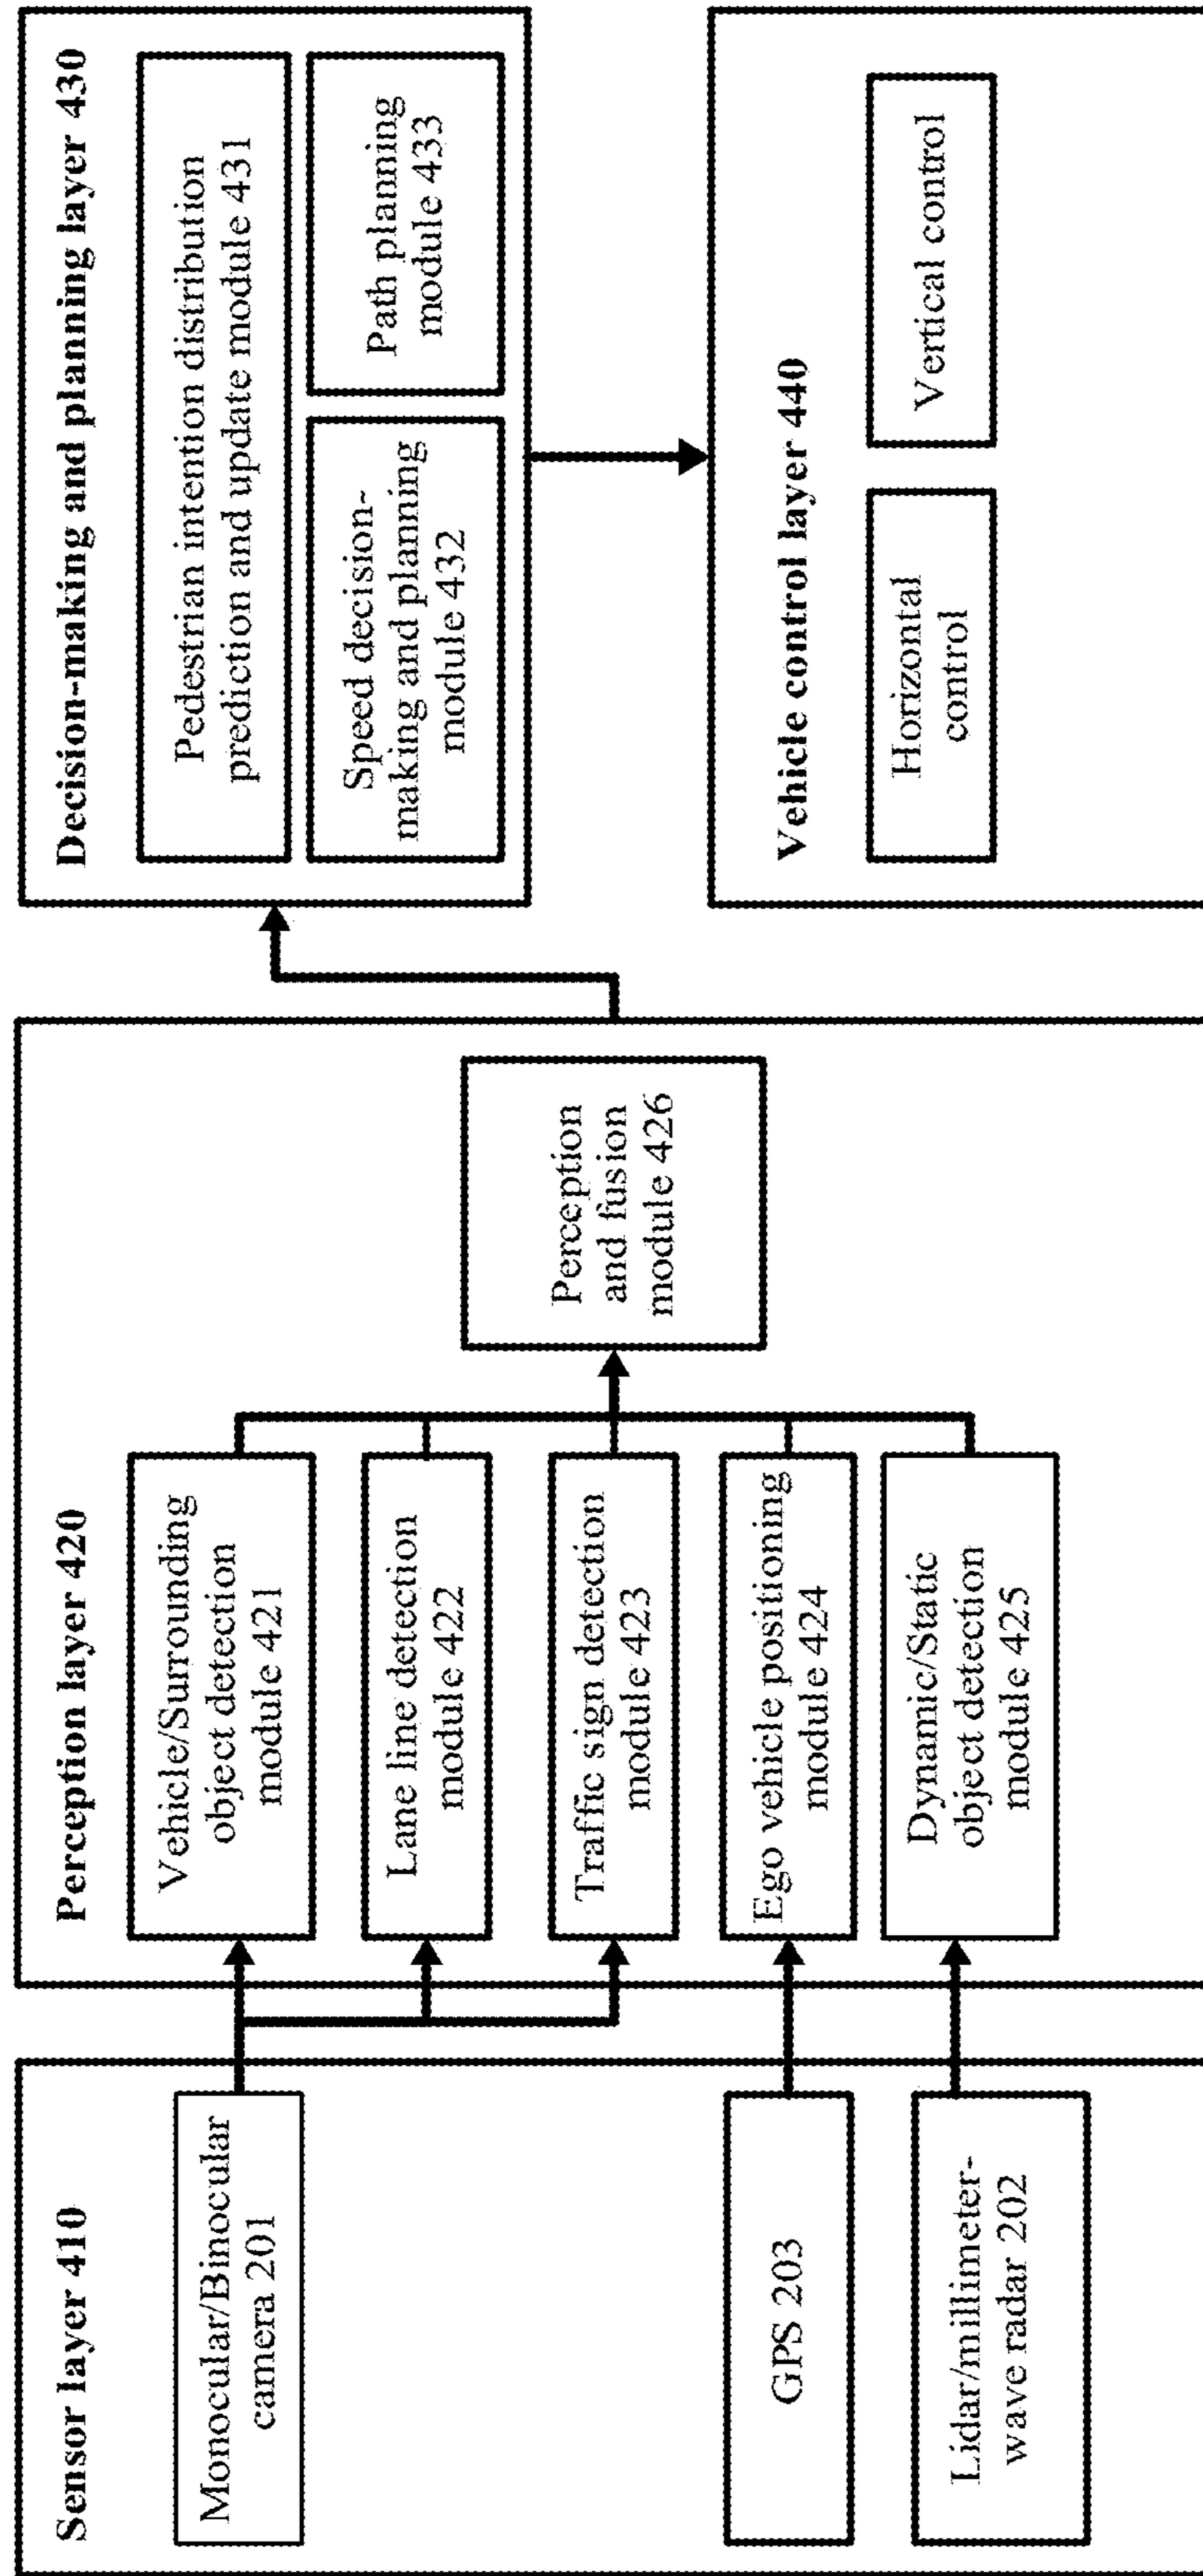 Sensor layer 410
Monocular/Binocular
camera 201
GPS 203
Lidar/millimeter-
wave radar 202
Perception layer 420
Vehicle/Surrounding
object detection
module 421
Lane line detection
module 422
Traffic sign detection
module 423
Ego vehicle positioning
module 424
Dynamic/Static
object detection
module 425
Perception
and fusion
module 426
Decision-making and planning layer 430
Pedestrian intention distribution
prediction and update module 431
Speed decision-
making and planning
module 432
Path planning
module 433
Vehicle control layer 440
Horizontal
control
Vertical control